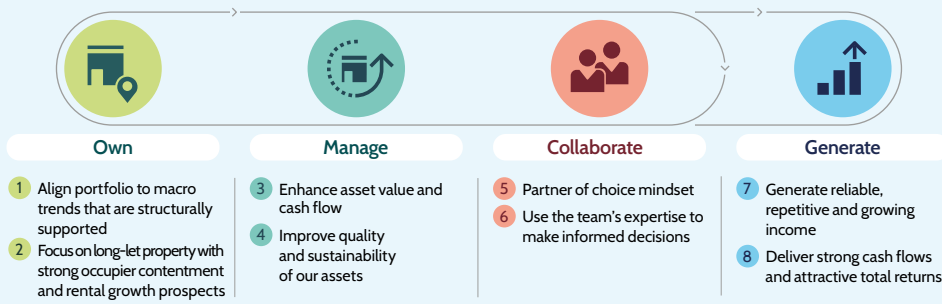 Own
1 Align portfolio to macro
trends that are structurally
supported
2 Focus on long-let property with
strong occupier contentment
and rental growth prospects
Manage
3 Enhance asset value and
cash flow
4 Improve quality
and sustainability
of our assets
Collaborate
5 Partner of choice mindset
6 Use the team's expertise to
make informed decisions
Generate
7 Generate reliable,
repetitive and growing
income
8 Deliver strong cash flows
and attractive total returns